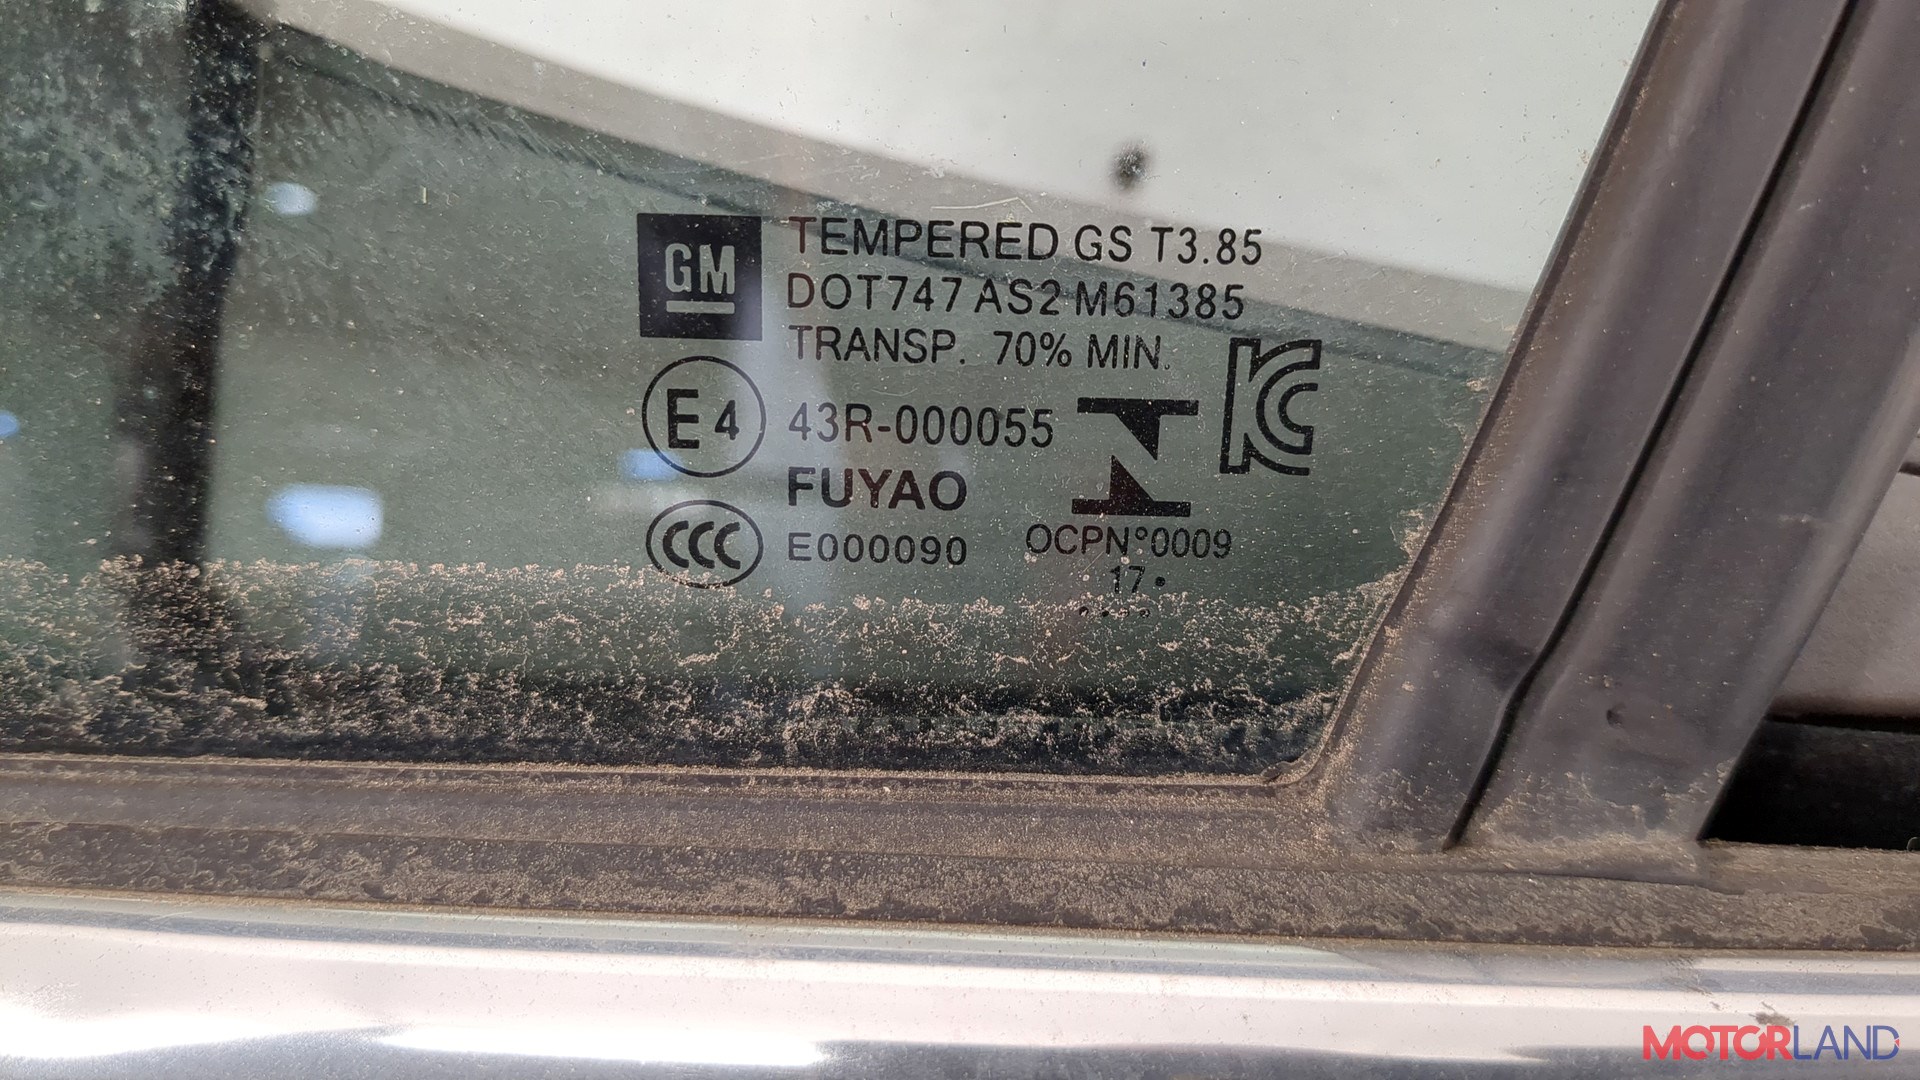 GM
TEMPERED GS T3.85
DOT747 AS2 M61385
TRANSP. 70% MIN.
E4
43R-000055
FUYAO
CCC
E000090
KC
OCPN°0009
17
MOTORLAND